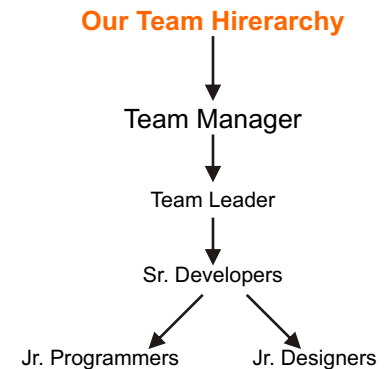 Our Team Hirerarchy
Team Manager
Team Leader
Sr. Developers
Jr. Programmers
Jr. Designers